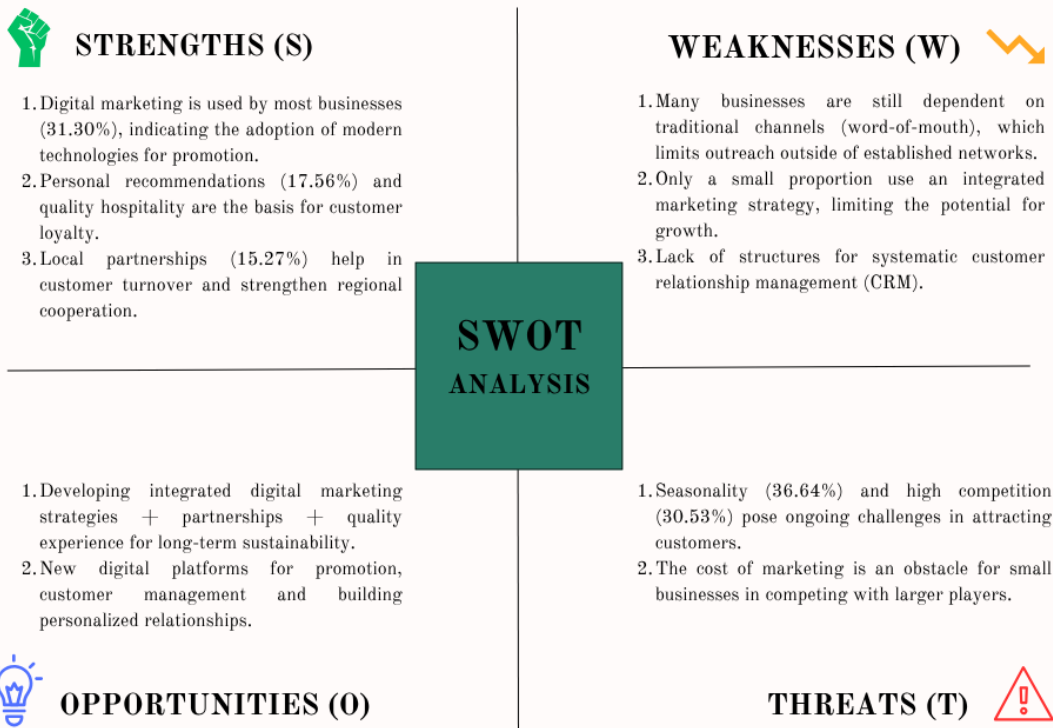 STRENGTHS (S)
1. Digital marketing is used by most businesses
(31.30%), indicating the adoption of modern
technologies for promotion.
2. Personal recommendations (17.56%) and
quality hospitality are the basis for customer
loyalty.
3. Local partnerships (15.27%) help in
customer turnover and strengthen regional
cooperation.
WEAKNESSES (W)
1. Many businesses are still dependent on
traditional channels (word-of-mouth), which
limits outreach outside of established networks.
2. Only a small proportion use an integrated
marketing strategy, limiting the potential for
growth.
3. Lack of structures for systematic customer
relationship management (CRM).
SWOT
ANALYSIS
1. Developing integrated digital marketing
strategies + partnerships + quality
experience for long-term sustainability.
2. New digital platforms for promotion,
customer management and building
personalized relationships.
OPPORTUNITIES (O)
1. Seasonality (36.64%) and high competition
(30.53%) pose ongoing challenges in attracting
customers.
2. The cost of marketing is an obstacle for small
businesses in competing with larger players.
THREATS (T)